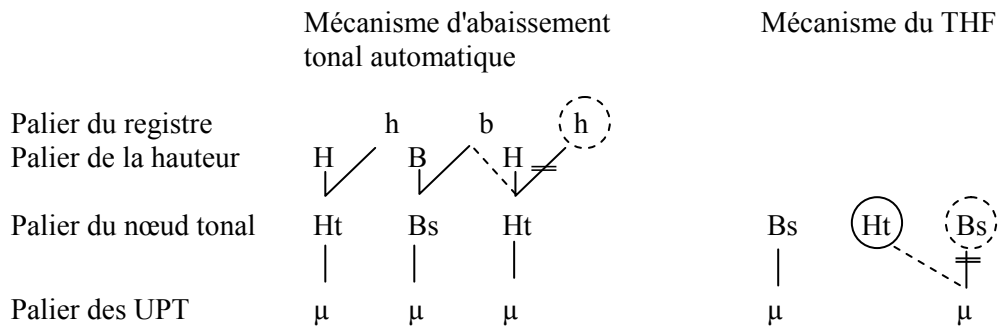 Mécanisme d'abaissement tonal automatique
Mécanisme du THF
Palier du registre h b h
Palier de la hauteur H B H
Palier du nœud tonal Ht Bs Ht Bs Ht Bs
Palier des UPT μ μ μ μ μ